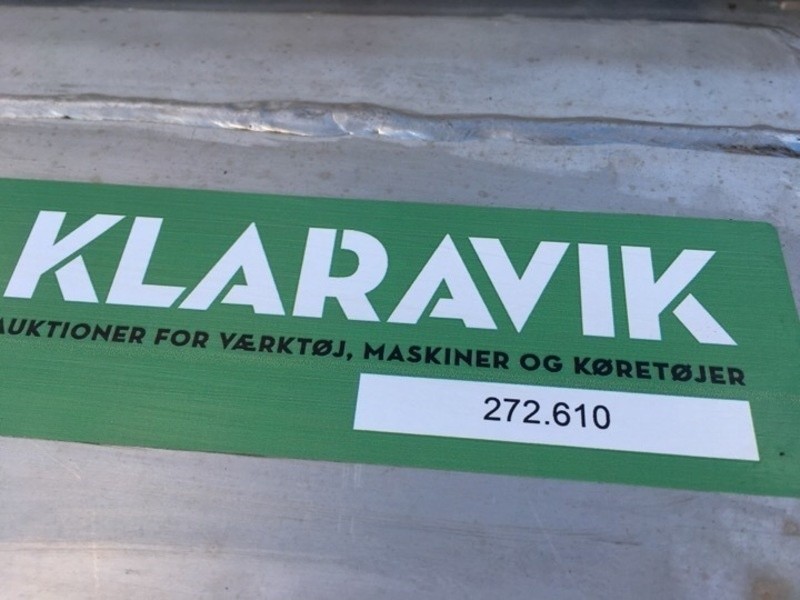 KLARAVIK
AUKTIONER FOR VÆRKTØJ, MASKINER OG KØRETØJER
272.610